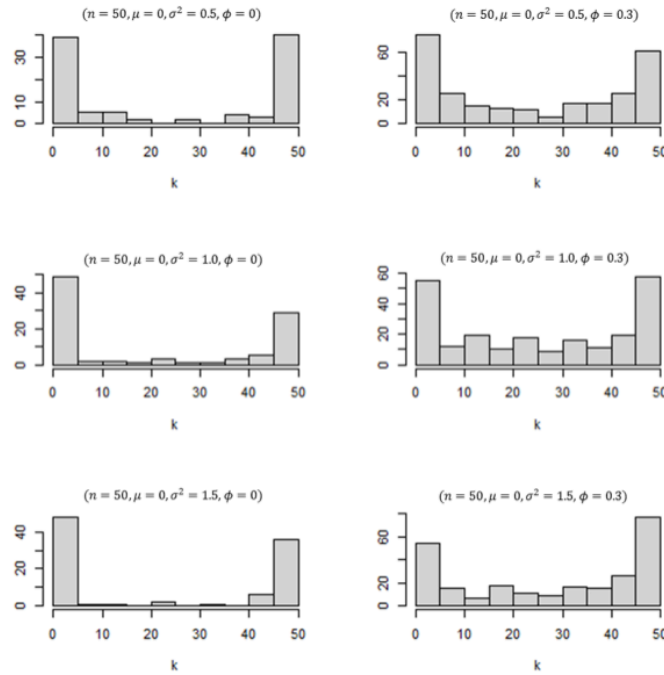 (n = 50, μ = 0, σ² = 0.5, ϕ = 0)
10 30
0
0 10 20 30 40 50
k
(n = 50, μ = 0, σ² = 0.5, ϕ = 0.3)
0 20 60
0 10 20 30 40 50
k
(n = 50, μ = 0, σ² = 1.0, ϕ = 0)
0 20 40
0 10 20 30 40 50
k
(n = 50, μ = 0, σ² = 1.0, ϕ = 0.3)
0 20 40 60
0 10 20 30 40 50
k
(n = 50, μ = 0, σ² = 1.5, ϕ = 0)
0 20 40
0 10 20 30 40 50
k
(n = 50, μ = 0, σ² = 1.5, ϕ = 0.3)
0 20 60
0 10 20 30 40 50
k